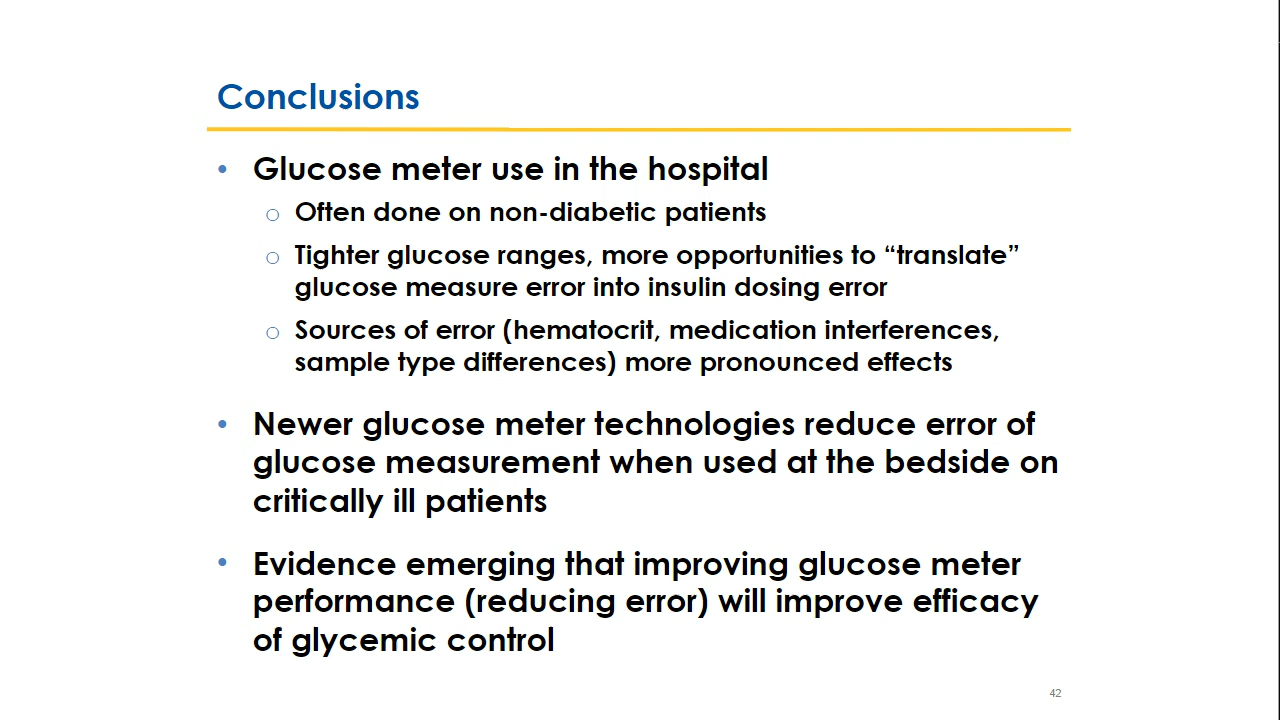 Conclusions
• Glucose meter use in the hospital
○ Often done on non-diabetic patients
○ Tighter glucose ranges, more opportunities to “translate”
glucose measure error into insulin dosing error
○ Sources of error (hematocrit, medication interferences,
sample type differences) more pronounced effects
• Newer glucose meter technologies reduce error of
glucose measurement when used at the bedside on
critically ill patients
• Evidence emerging that improving glucose meter
performance (reducing error) will improve efficacy
of glycemic control
42